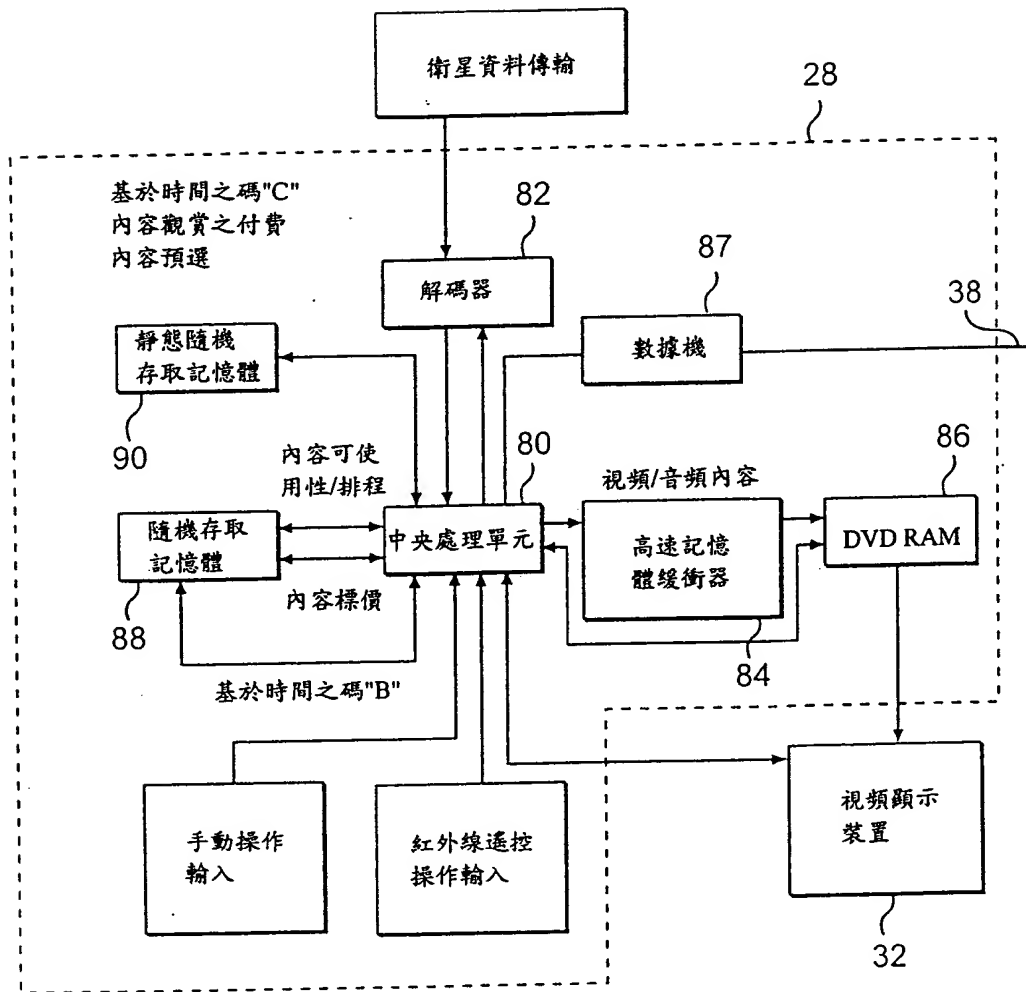 衛星資料傳輸
28
基於時間之碼"C"
內容觀賞之付費
內容預選
82
解碼器
87
數據機
38
靜態隨機
存取記憶體
90
內容可使
用性/排程
80
視頻/音頻內容
86
隨機存取
記憶體
中央處理單元
高速記憶
體緩衝器
DVD RAM
88
內容標價
84
基於時間之碼"B"
手動操作
輸入
紅外線遙控
操作輸入
視頻顯示
裝置
32